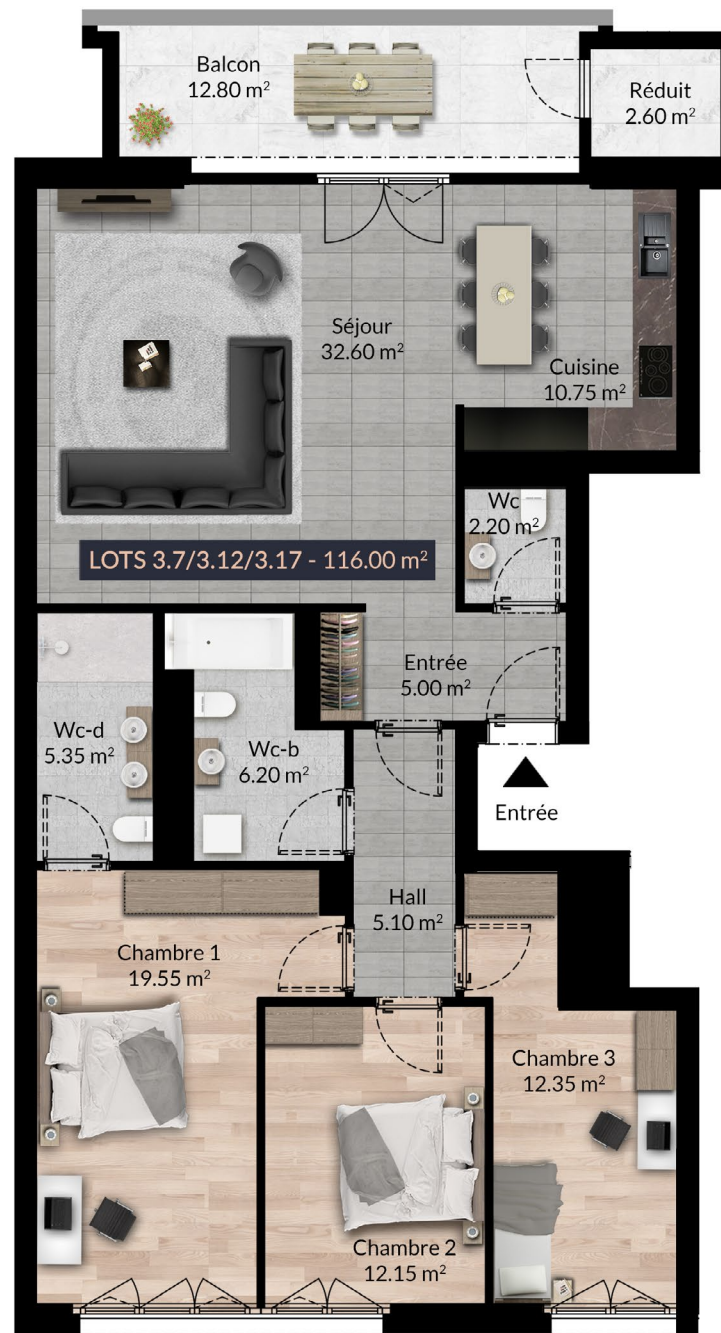 Balcon
12.80 m²
Réduit
2.60 m²
Séjour
32.60 m²
Cuisine
10.75 m²
Wc
2.20 m²
LOTS 3.7/3.12/3.17 - 116.00 m²
Entrée
5.00 m²
Wc-d
5.35 m²
Wc-b
6.20 m²
Entrée
Hall
5.10 m²
Chambre 1
19.55 m²
Chambre 3
12.35 m²
Chambre 2
12.15 m²